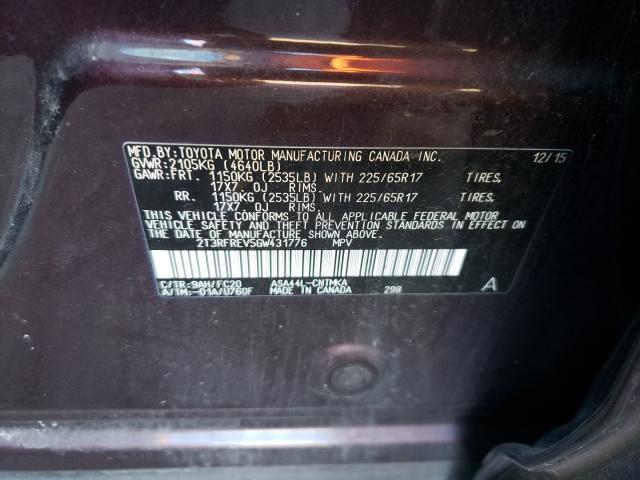 MFD.BY:TOYOTA MOTOR MANUFACTURING CANADA INC. 12/15
GVWR:2105KG (4640LB)
GAWR:FRT. 1150KG (2535LB) WITH 225/65R17 TIRES,
17X7.0J RIMS.
RR. 1150KG (2535LB) WITH 225/65R17 TIRES,
17X7.0J RIMS.
THIS VEHICLE CONFORMS TO ALL APPLICABLE FEDERAL MOTOR
VEHICLE SAFETY AND THEFT PREVENTION STANDARDS IN EFFECT
ON THE DATE OF MANUFACTURE SHOWN ABOVE.
2T3RFREV5GW431776 MPV
C/TR:9AH/FC20 ASA44L-CNTMKA
A/TM:-01A/U760F MADE IN CANADA 298 A